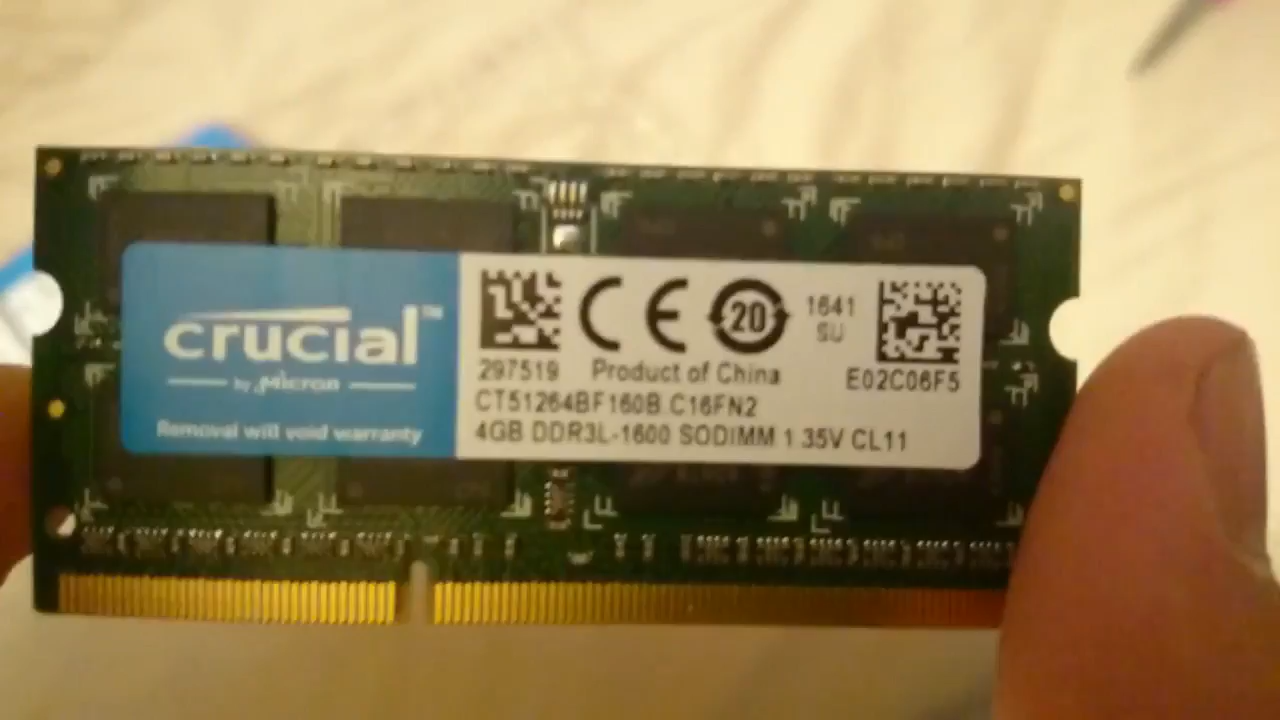 crucial™
by Micron
Removal will void warranty
CE 20 1641
SU
297519 Product of China E02C06F5
CT51264BF160B.C16FN2
4GB DDR3L-1600 SODIMM 1.35V CL11